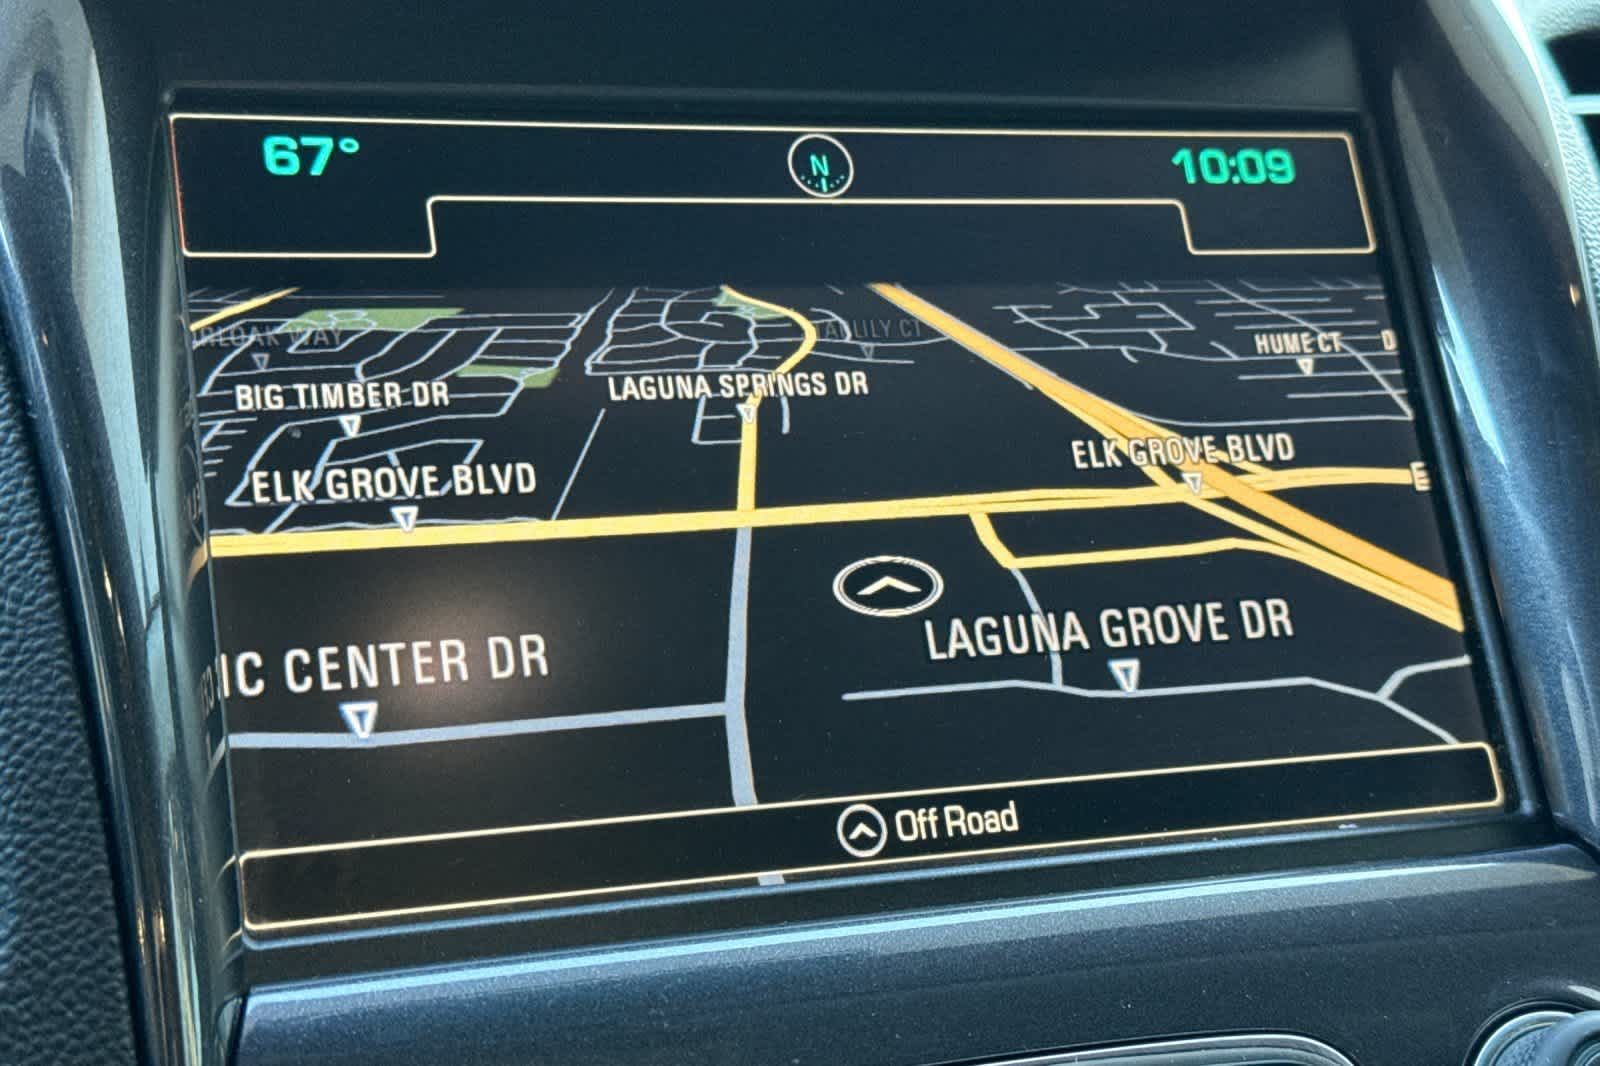 67°
N
10:09
HUME CT
D
BIG TIMBER DR
LAGUNA SPRINGS DR
ELK GROVE BLVD
ELK GROVE BLVD
E
IC CENTER DR
LAGUNA GROVE DR
Off Road